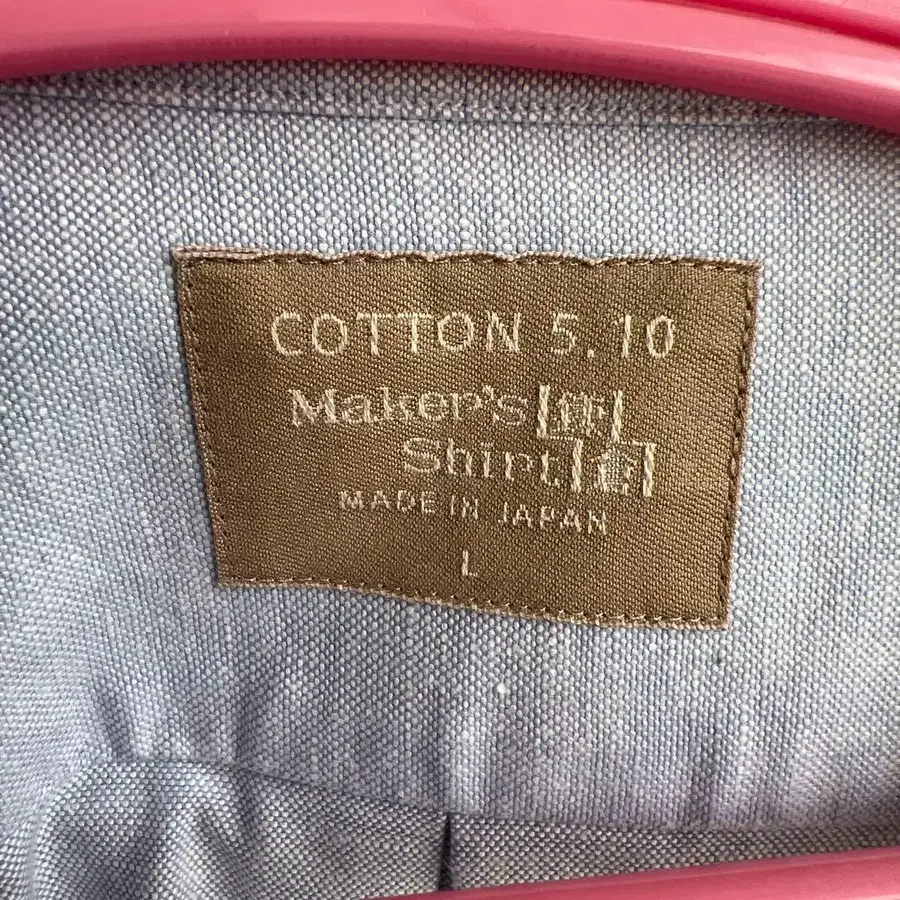 COTTON 5.10
Maker's
Shirt
MADE IN JAPAN
L